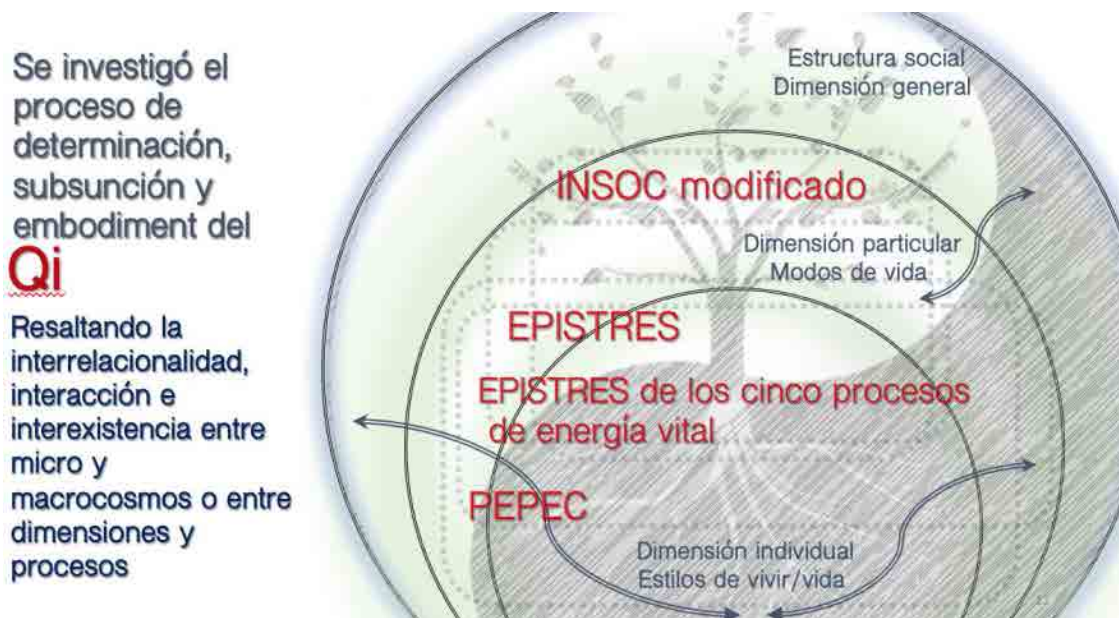 Se investigó el
proceso de
determinación,
subsunción y
embodiment del
Qi
Resaltando la
interrelacionalidad,
interacción e
interexistencia entre
micro y
macrocosmos o entre
dimensiones y
procesos
Estructura social
Dimensión general
INSOC modificado
Dimensión particular
Modos de vida
EPISTRES
EPISTRES de los cinco procesos
de energía vital
PEPEC
Dimensión individual
Estilos de vivir/vida